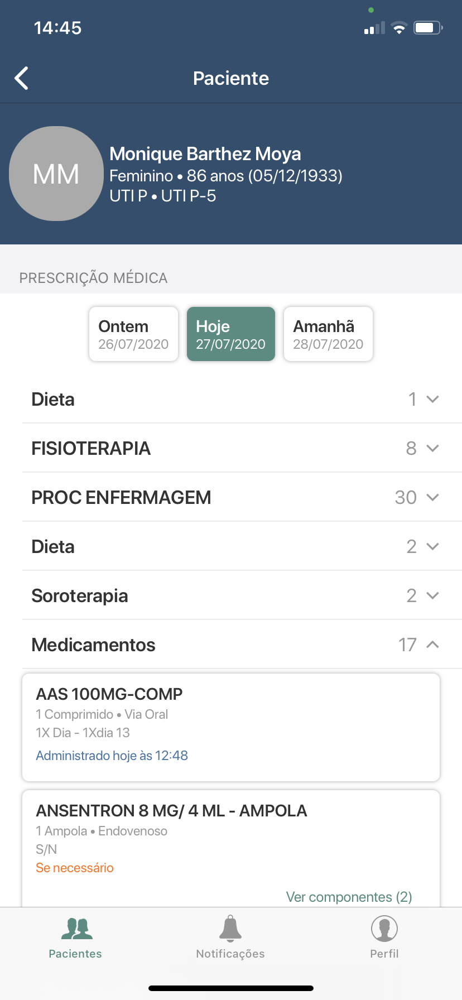 14:45
Paciente
MM
Monique Barthez Moya
Feminino • 86 anos (05/12/1933)
UTI P • UTI P-5
PRESCRIÇÃO MÉDICA
Ontem
26/07/2020
Hoje
27/07/2020
Amanhã
28/07/2020
Dieta 1
FISIOTERAPIA 8
PROC ENFERMAGEM 30
Dieta 2
Soroterapia 2
Medicamentos 17
AAS 100MG-COMP
1 Comprimido • Via Oral
1X Dia - 1Xdia 13
Administrado hoje às 12:48
ANSENTRON 8 MG/ 4 ML - AMPOLA
1 Ampola • Endovenoso
S/N
Se necessário
Ver componentes (2)
Pacientes
Notificações
Perfil